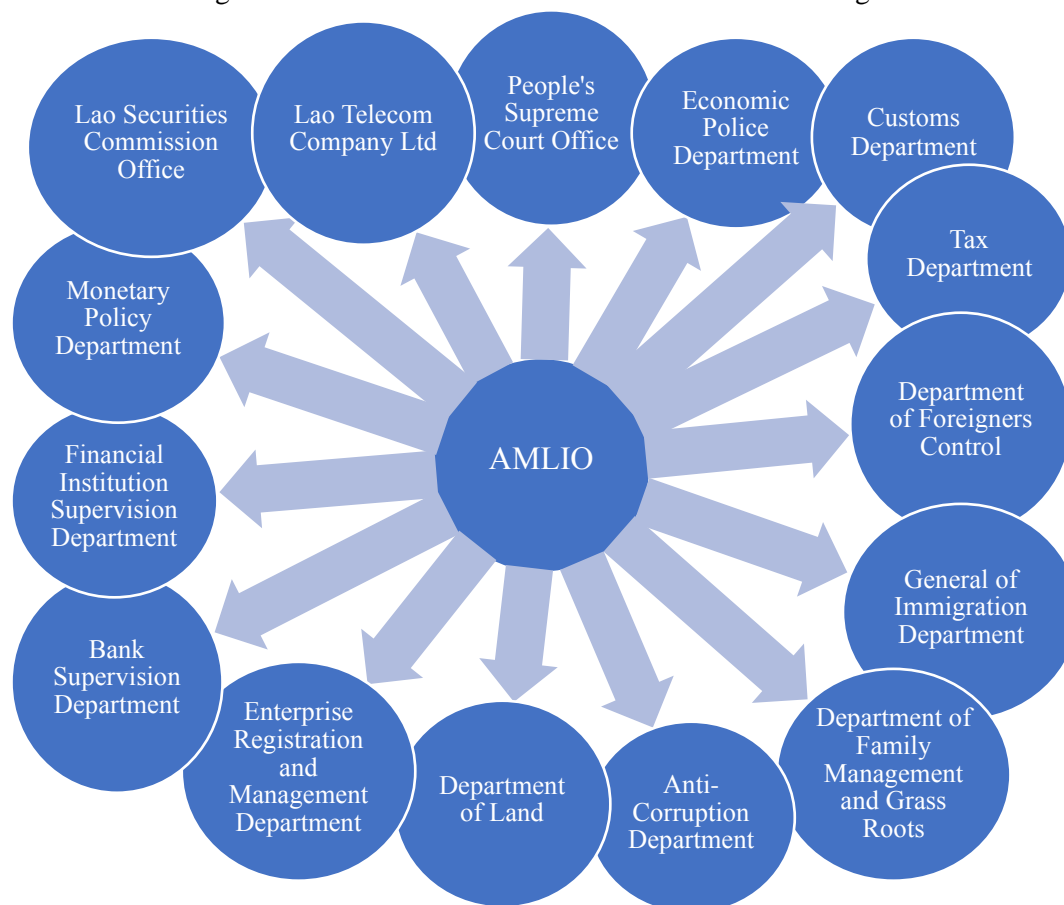 People's
Supreme
Court Office
Economic
Police
Department
Customs
Department
Tax
Department
Department
of Foreigners
Control
General of
Immigration
Department
Department of
Family
Management
and Grass
Roots
Anti-
Corruption
Department
Department
of Land
Enterprise
Registration
and
Management
Department
Bank
Supervision
Department
Financial
Institution
Supervision
Department
Monetary
Policy
Department
Lao Securities
Commission
Office
Lao Telecom
Company Ltd
AMLIO